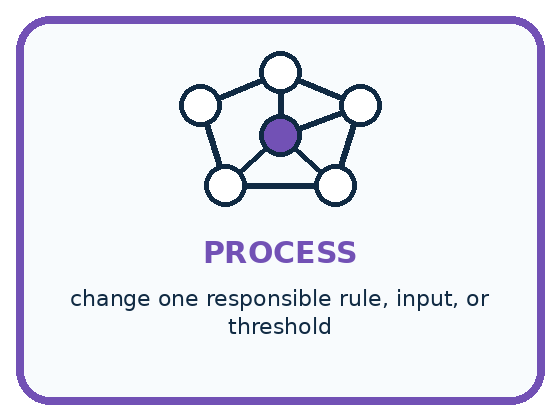 PROCESS
change one responsible rule, input, or
threshold